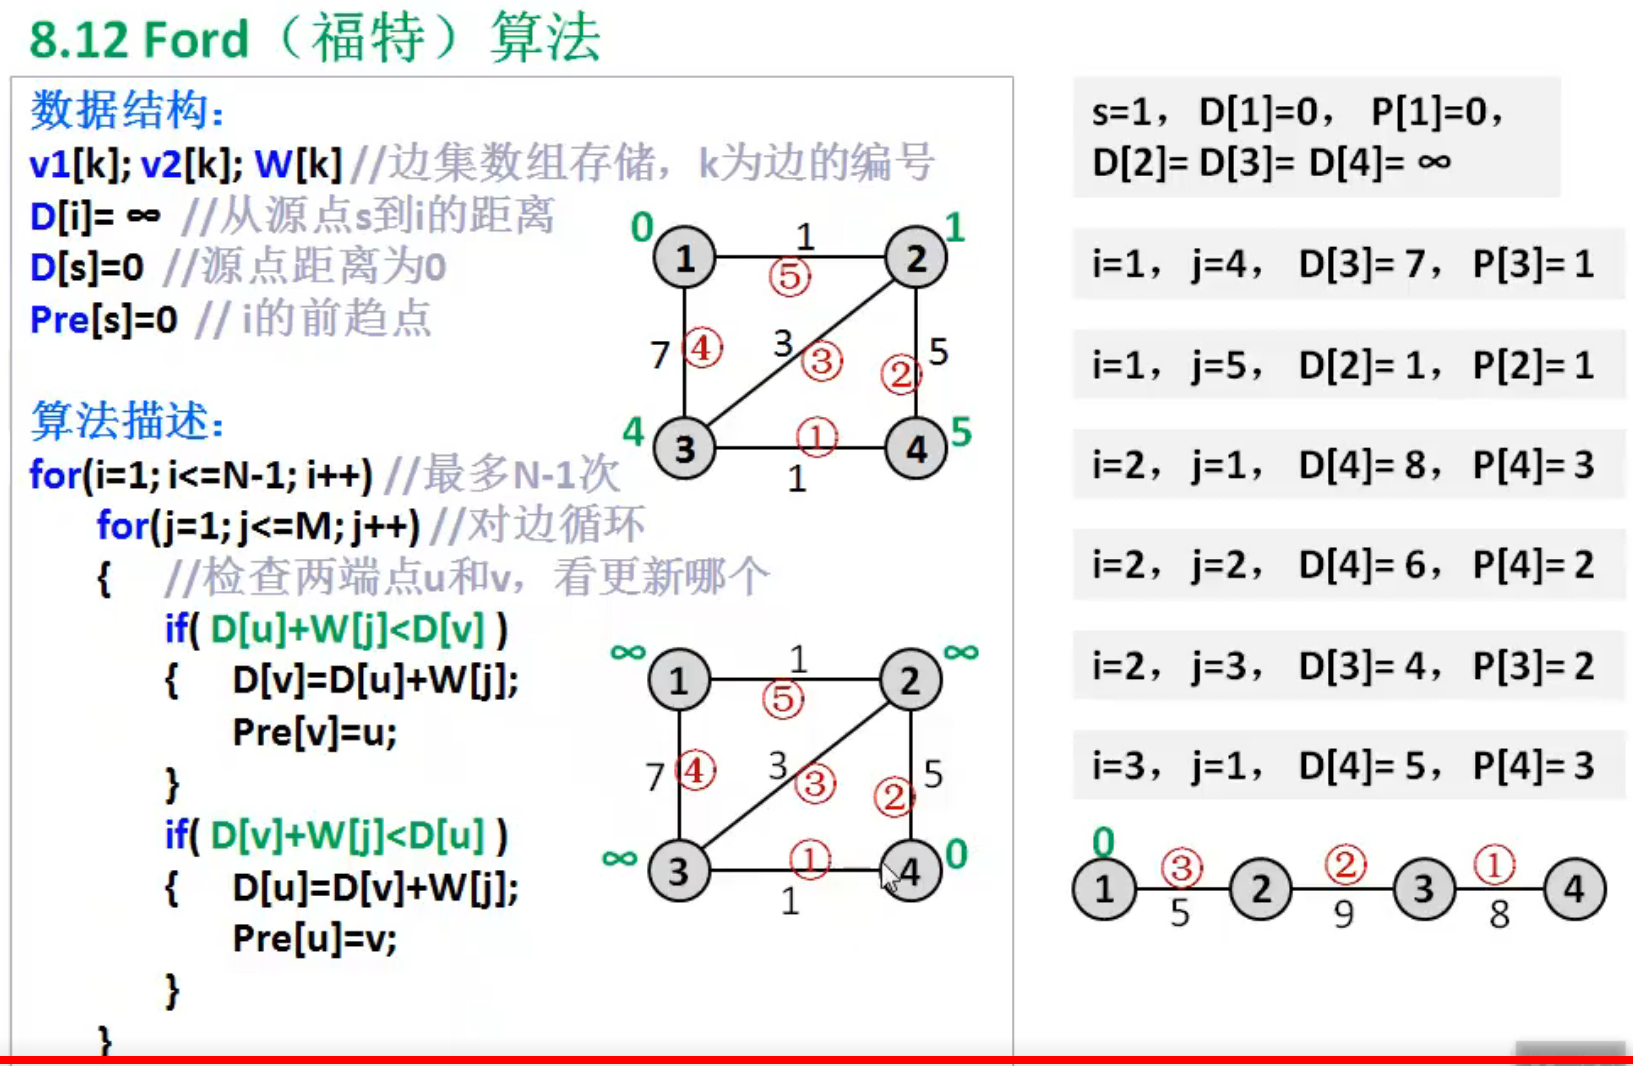 8.12 Ford（福特）算法
数据结构：
v1[k]; v2[k]; W[k] //边集数组存储，k为边的编号
D[i]= ∞ //从源点s到i的距离
D[s]=0 //源点距离为0
Pre[s]=0 // i的前趋点
算法描述：
for(i=1; i<=N-1; i++) //最多N-1次
for(j=1; j<=M; j++) //对边循环
{ //检查两端点u和v，看更新哪个
if( D[u]+W[j]<D[v] )
{ D[v]=D[u]+W[j];
Pre[v]=u;
}
if( D[v]+W[j]<D[u] )
{ D[u]=D[v]+W[j];
Pre[u]=v;
}
}
0 1 1 2 1
⑤
7 ④ 3 ③ ② 5
4 3 ① 4 5
1
∞ 1 1 2 ∞
⑤
7 ④ 3 ③ ② 5
∞ 3 ① 4 0
1
s=1， D[1]=0， P[1]=0，
D[2]= D[3]= D[4]= ∞
i=1， j=4， D[3]= 7， P[3]= 1
i=1， j=5， D[2]= 1， P[2]= 1
i=2， j=1， D[4]= 8， P[4]= 3
i=2， j=2， D[4]= 6， P[4]= 2
i=2， j=3， D[3]= 4， P[3]= 2
i=3， j=1， D[4]= 5， P[4]= 3
0
③ ② ①
1 2 3 4
5 9 8